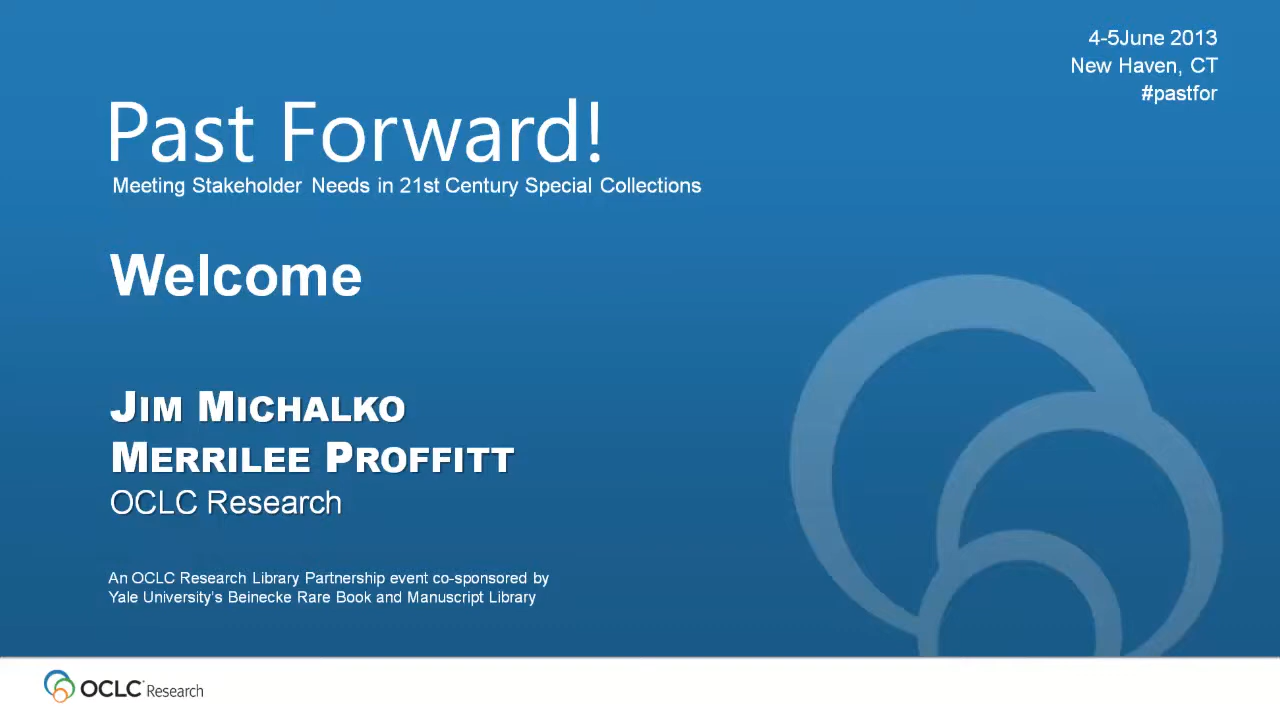 4-5June 2013
New Haven, CT
#pastfor
Past Forward!
Meeting Stakeholder Needs in 21st Century Special Collections
Welcome
JIM MICHALKO
MERRILEE PROFFITT
OCLC Research
An OCLC Research Library Partnership event co-sponsored by
Yale University's Beinecke Rare Book and Manuscript Library
OCLC Research